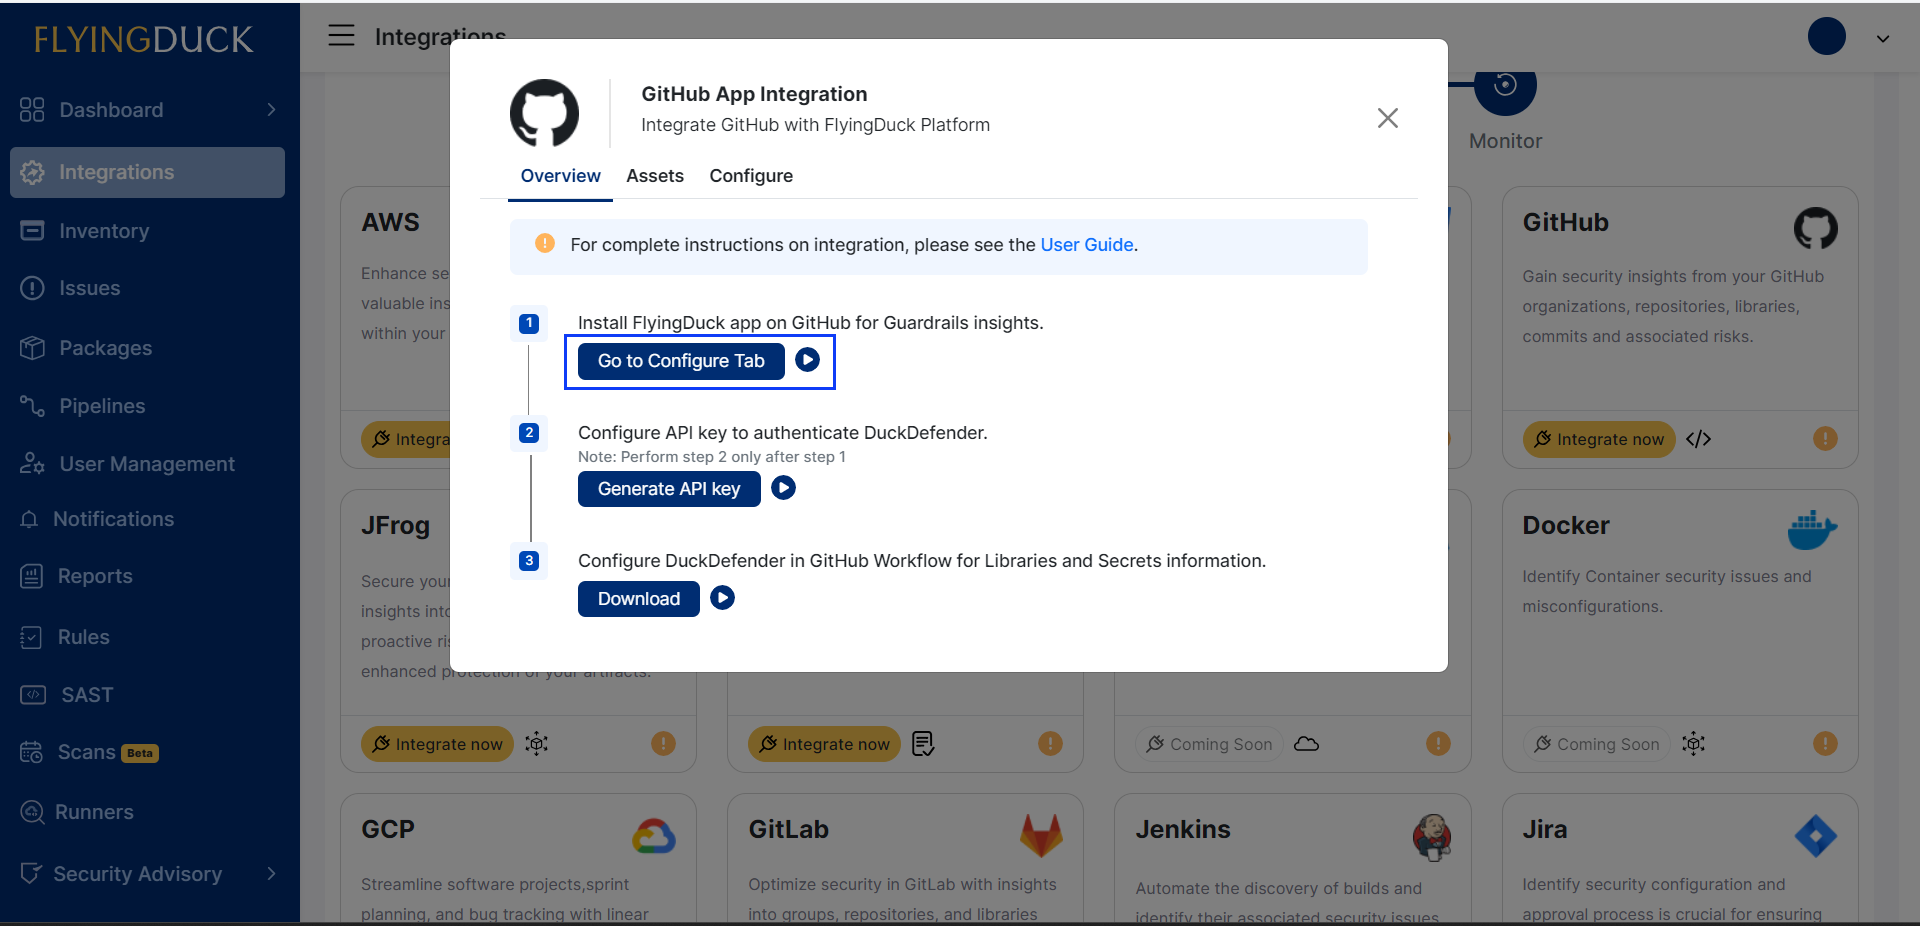 FLYINGDUCK
Dashboard
Integrations
Inventory
Issues
Packages
Pipelines
User Management
Notifications
Reports
Rules
SAST
Scans Beta
Runners
Security Advisory
Integrations
Monitor
GitHub App Integration
Integrate GitHub with FlyingDuck Platform
Overview Assets Configure
For complete instructions on integration, please see the User Guide.
1
Install FlyingDuck app on GitHub for Guardrails insights.
Go to Configure Tab
2
Configure API key to authenticate DuckDefender.
Note: Perform step 2 only after step 1
Generate API key
3
Configure DuckDefender in GitHub Workflow for Libraries and Secrets information.
Download
AWS
Enhance se
valuable ins
within your
Integra
GitHub
Gain security insights from your GitHub
organizations, repositories, libraries,
commits and associated risks.
Integrate now
JFrog
Secure your
insights into
proactive ri
enhanced protection of your artifacts.
Integrate now
Integrate now
Coming Soon
Docker
Identify Container security issues and
misconfigurations.
Coming Soon
GCP
Streamline software projects,sprint
planning, and bug tracking with linear
GitLab
Optimize security in GitLab with insights
into groups, repositories, and libraries
Jenkins
Automate the discovery of builds and
identify their associated security issues
Jira
Identify security configuration and
approval process is crucial for ensuring